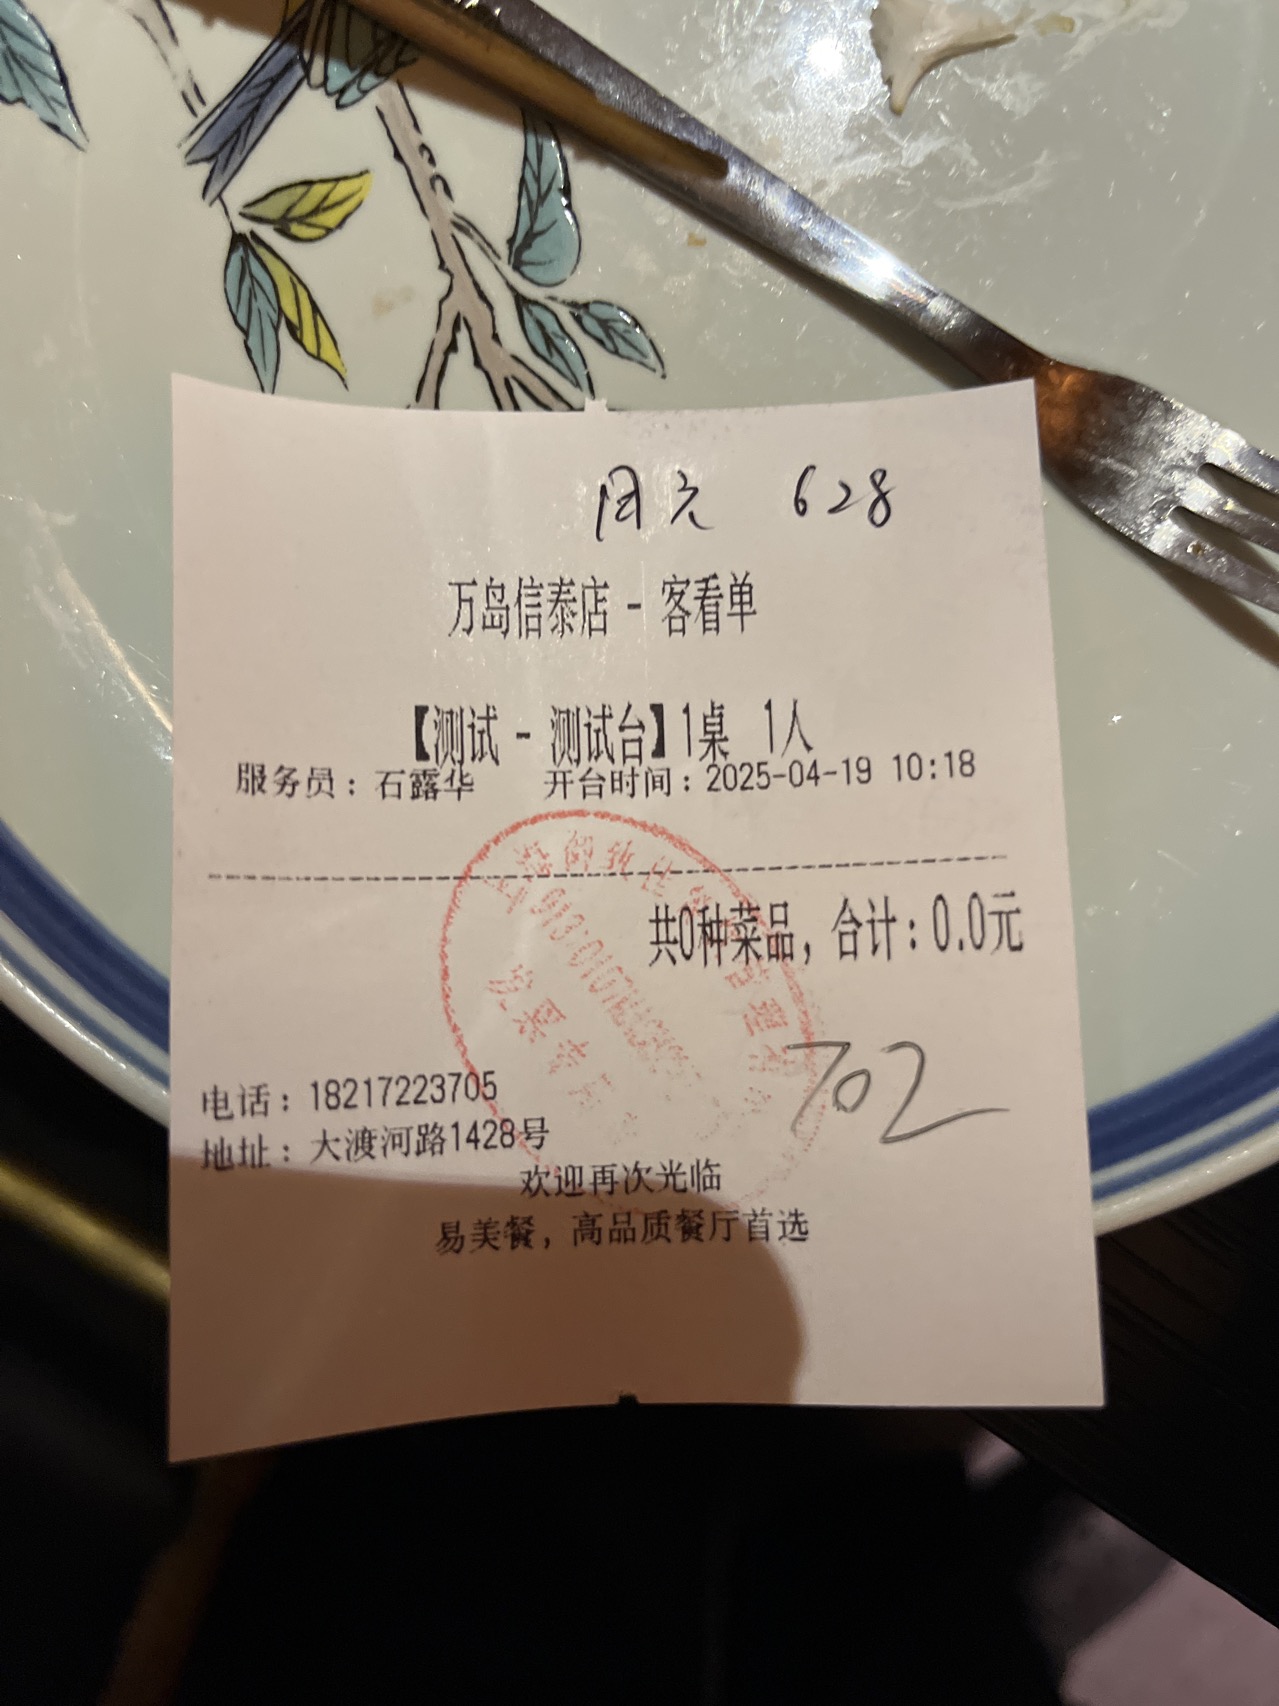 628
万岛信泰店 - 客看单
【测试 - 测试台】1桌 1人
服务员：石露华 开台时间：2025-04-19 10:18
共0种菜品，合计：0.0元
702
电话：18217223705
地址：大渡河路1428号
欢迎再次光临
易美餐，高品质餐厅首选